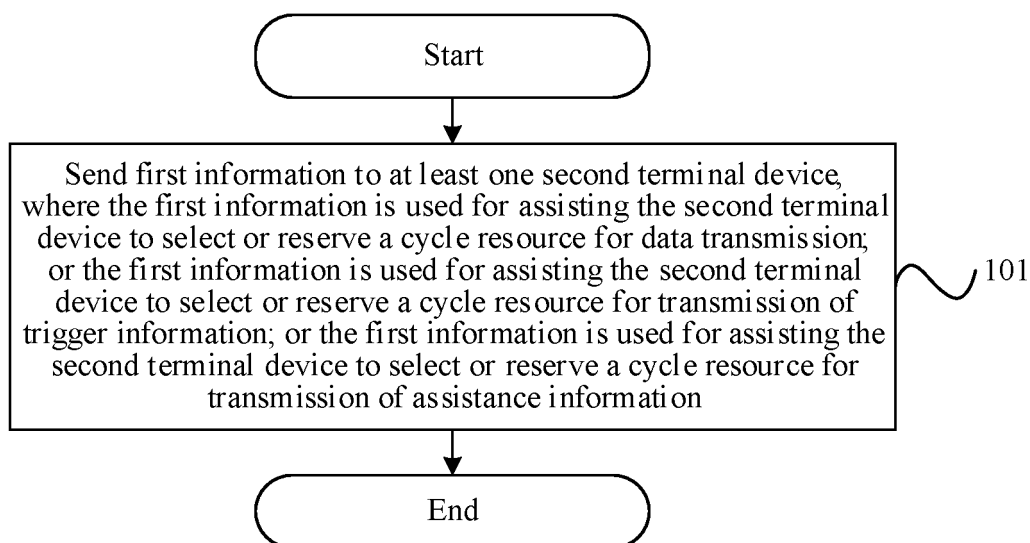 Start
Send first information to at least one second terminal device,
where the first information is used for assisting the second terminal
device to select or reserve a cycle resource for data transmission;
or the first information is used for assisting the second terminal
device to select or reserve a cycle resource for transmission of
trigger information; or the first information is used for assisting the
second terminal device to select or reserve a cycle resource for
transmission of assistance information
101
End